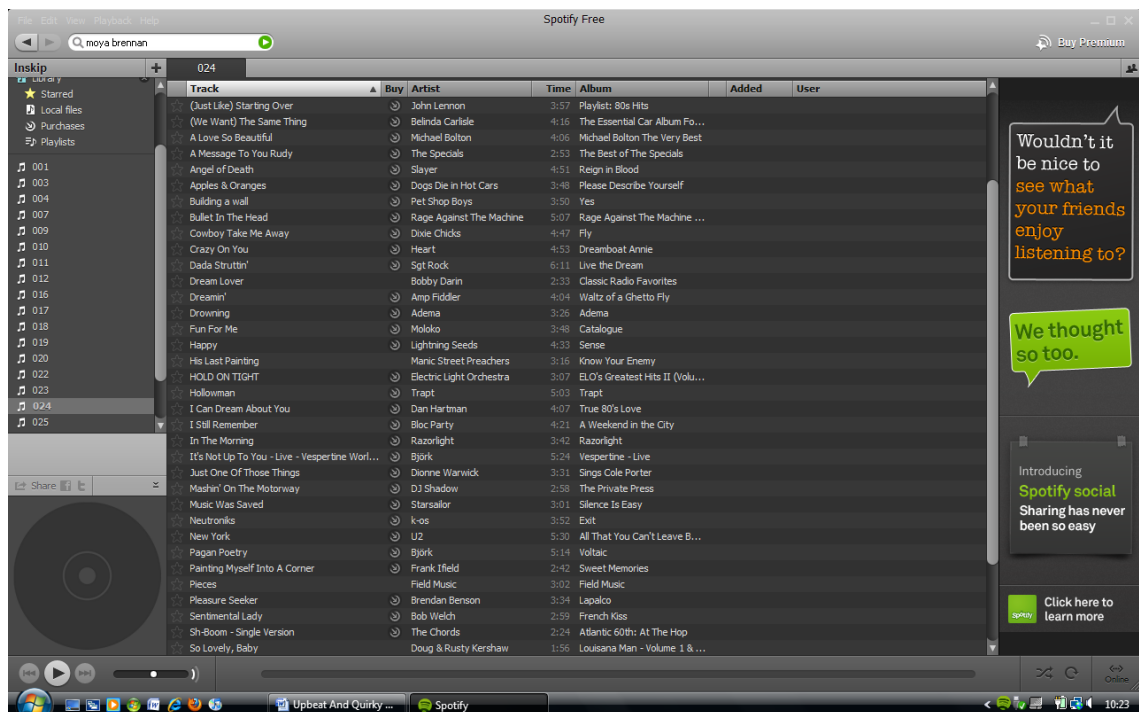 Spotify Free
File Edit View Playback Help
moya brennan
Buy Premium
Inskip
024
Library
Starred
Local files
Purchases
Playlists
001
003
004
007
009
010
011
012
016
017
018
019
020
022
023
024
025
Share
Track Buy Artist Time Album Added User
(Just Like) Starting Over John Lennon 3:57 Playlist: 80s Hits
(We Want) The Same Thing Belinda Carlisle 4:16 The Essential Car Album Fo...
A Love So Beautiful Michael Bolton 4:06 Michael Bolton The Very Best
A Message To You Rudy The Specials 2:53 The Best of The Specials
Angel of Death Slayer 4:51 Reign in Blood
Apples & Oranges Dogs Die in Hot Cars 3:48 Please Describe Yourself
Building a wall Pet Shop Boys 3:50 Yes
Bullet In The Head Rage Against The Machine 5:07 Rage Against The Machine ...
Cowboy Take Me Away Dixie Chicks 4:47 Fly
Crazy On You Heart 4:53 Dreamboat Annie
Dada Struttin' Sgt Rock 6:11 Live the Dream
Dream Lover Bobby Darin 2:33 Classic Radio Favorites
Dreamin' Amp Fiddler 4:04 Waltz of a Ghetto Fly
Drowning Adema 3:26 Adema
Fun For Me Moloko 3:48 Catalogue
Happy Lightning Seeds 4:33 Sense
His Last Painting Manic Street Preachers 3:16 Know Your Enemy
HOLD ON TIGHT Electric Light Orchestra 3:07 ELO's Greatest Hits II (Volu...
Hollowman Trapt 5:03 Trapt
I Can Dream About You Dan Hartman 4:07 True 80's Love
I Still Remember Bloc Party 4:21 A Weekend in the City
In The Morning Razorlight 3:42 Razorlight
It's Not Up To You - Live - Vespertine Worl... Björk 5:24 Vespertine - Live
Just One Of Those Things Dionne Warwick 3:31 Sings Cole Porter
Mashin' On The Motorway DJ Shadow 2:58 The Private Press
Music Was Saved Starsailor 3:01 Silence Is Easy
Neutroniks k-os 3:52 Exit
New York U2 5:30 All That You Can't Leave B...
Pagan Poetry Björk 5:14 Voltaic
Painting Myself Into A Corner Frank Ifield 2:42 Sweet Memories
Pieces Field Music 3:02 Field Music
Pleasure Seeker Brendan Benson 3:34 Lapalco
Sentimental Lady Bob Welch 2:59 French Kiss
Sh-Boom - Single Version The Chords 2:24 Atlantic 60th: At The Hop
So Lovely, Baby Doug & Rusty Kershaw 1:56 Louisana Man - Volume 1 & ...
Wouldn't it
be nice to
see what
your friends
enjoy
listening to?
We thought
so too.
Introducing
Spotify social
Sharing has never
been so easy
Spotify
Click here to
learn more
Online
Upbeat And Quirky ...
Spotify
10:23